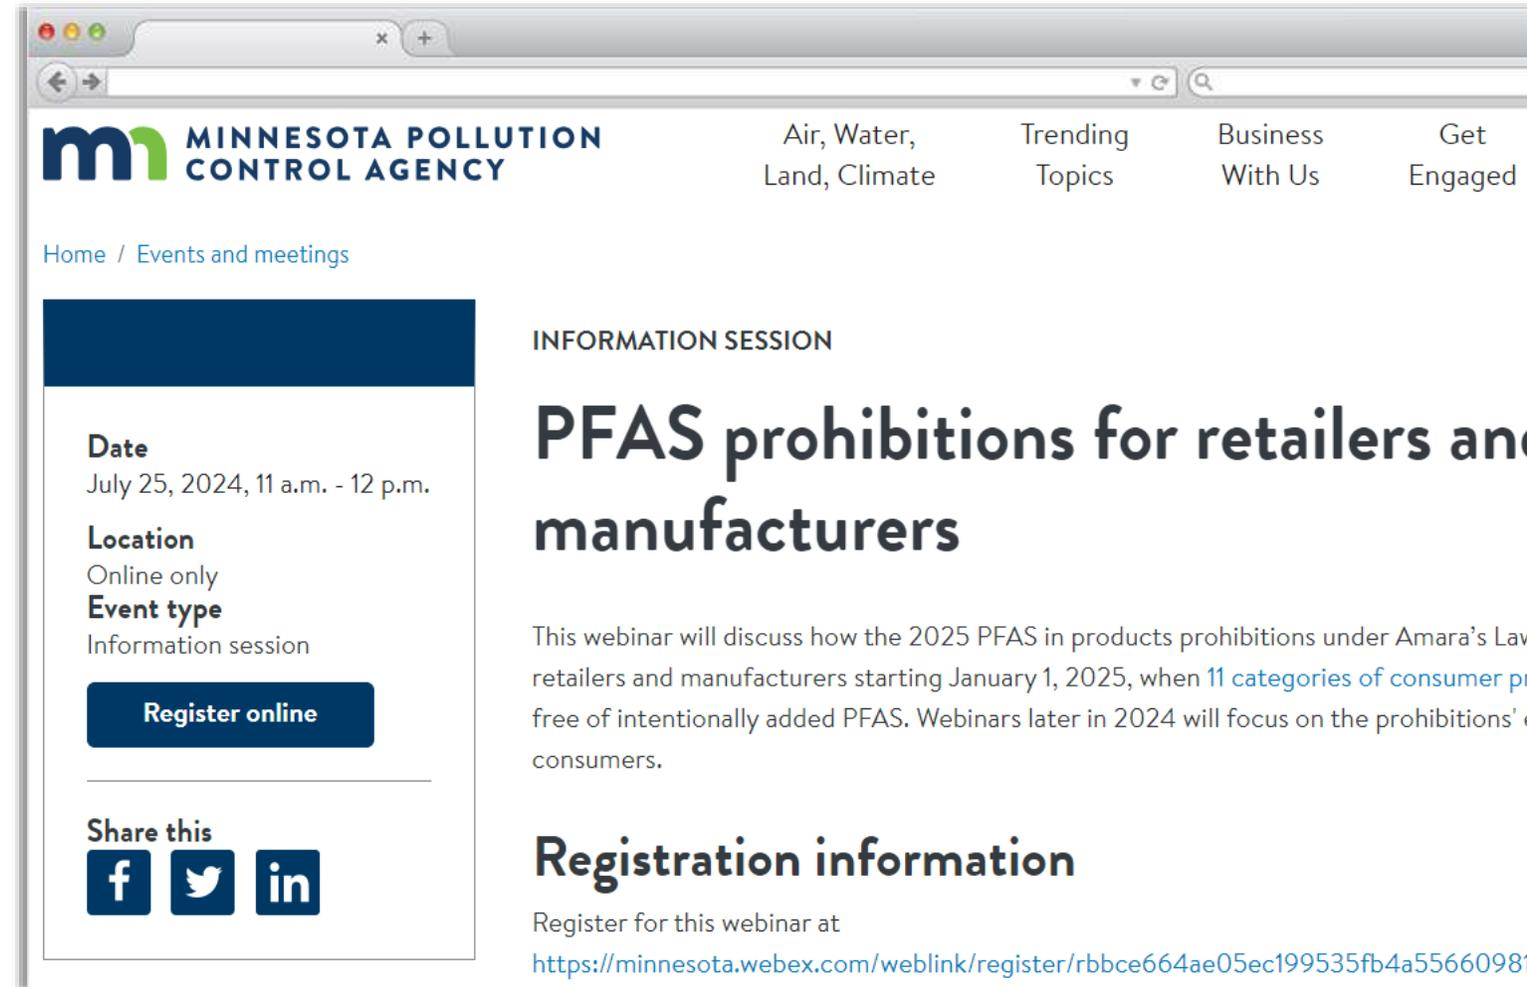 MINNESOTA POLLUTION
CONTROL AGENCY
Air, Water,
Land, Climate
Trending
Topics
Business
With Us
Get
Engaged
Home / Events and meetings
Date
July 25, 2024, 11 a.m. - 12 p.m.
Location
Online only
Event type
Information session
Register online
Share this
INFORMATION SESSION
PFAS prohibitions for retailers
manufacturers
This webinar will discuss how the 2025 PFAS in products prohibitions under Amara's
retailers and manufacturers starting January 1, 2025, when 11 categories of consumer
free of intentionally added PFAS. Webinars later in 2024 will focus on the prohibitions'
consumers.
Registration information
Register for this webinar at
https://minnesota.webex.com/weblink/register/rbbce664ae05ec199535fb4a55660981